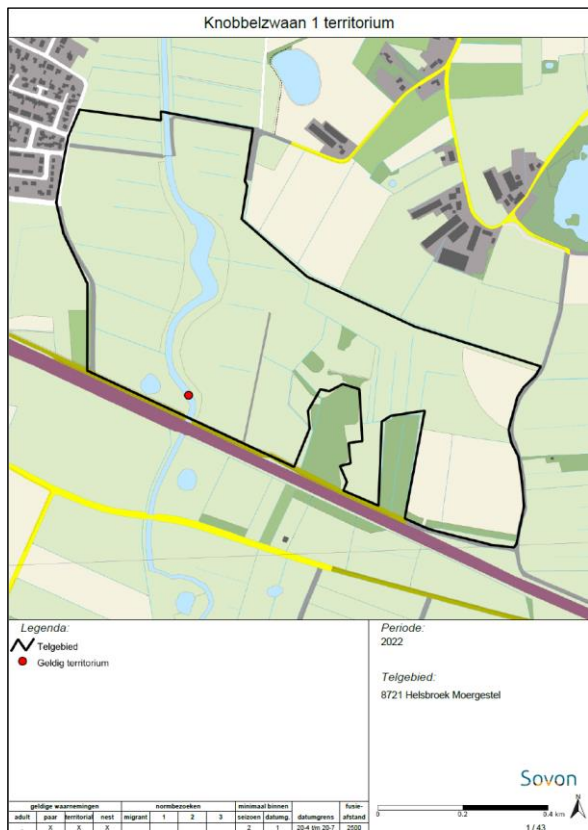 Knobbelzwaan 1 territorium
Legenda:
Telgebied
Geldig territorium
Periode:
2022
Telgebied:
8721 Helsbroek Moergestel
Sovon
0 0.2 0.4 km
N
geldige waarnemingen normbezoeken minimaal binnen fusie-
adult paar territorial nest migrant 1 2 3 seizoen datumg. datumgrens afstand
. X X X 2 1 20-4 t/m 20-7 2500
1 / 43